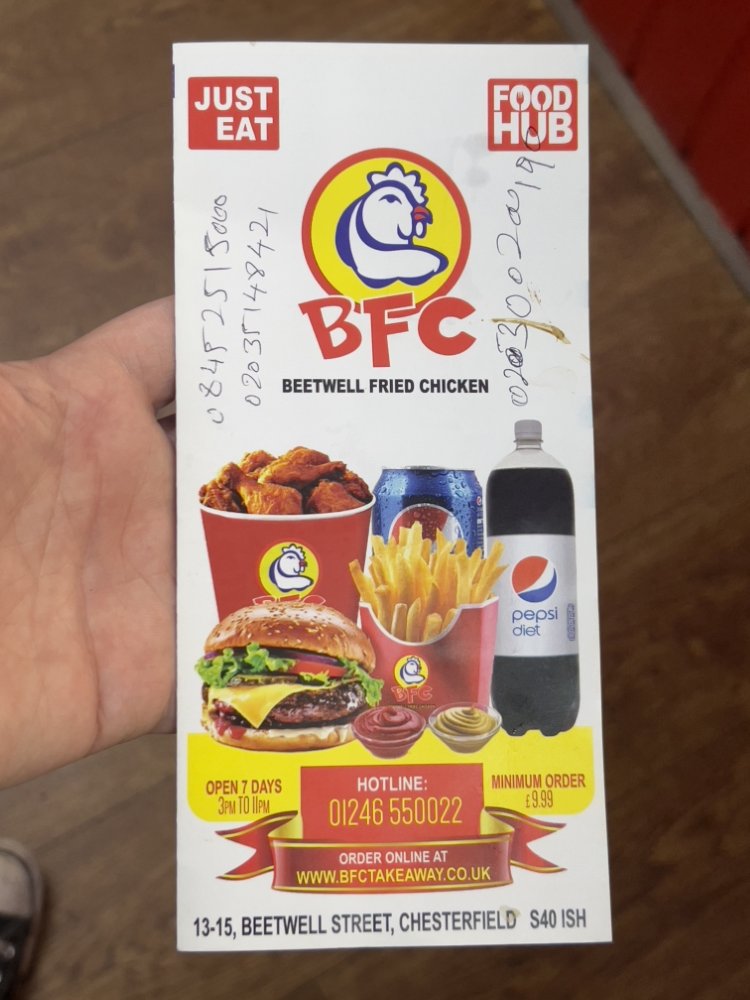 JUST
EAT
FOOD
HUB
08452515000
02035148421
BFC
BEETWELL FRIED CHICKEN
BFC
pepsi
diet
BFC
OPEN 7 DAYS
3PM TO 11PM
HOTLINE:
01246 550022
MINIMUM ORDER
£9.99
ORDER ONLINE AT
WWW.BFCTAKEAWAY.CO.UK
13-15, BEETWELL STREET, CHESTERFIELD S40 ISH